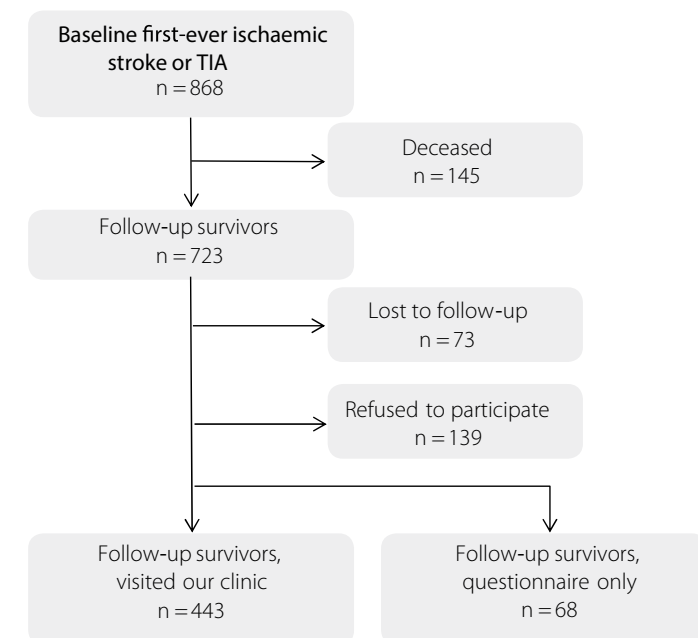 Baseline first-ever ischaemic
stroke or TIA
n = 868
Deceased
n = 145
Follow-up survivors
n = 723
Lost to follow-up
n = 73
Refused to participate
n = 139
Follow-up survivors,
visited our clinic
n = 443
Follow-up survivors,
questionnaire only
n = 68